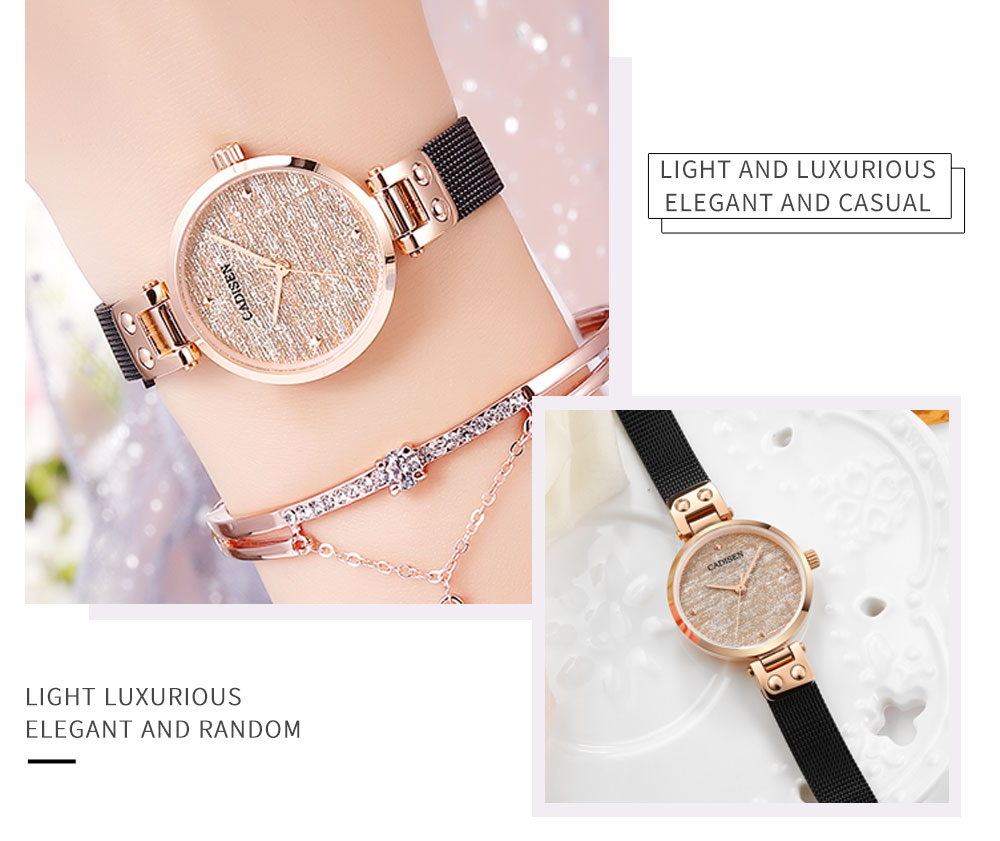 CADISEN
LIGHT AND LUXURIOUS
ELEGANT AND CASUAL
CADISEN
LIGHT LUXURIOUS
ELEGANT AND RANDOM